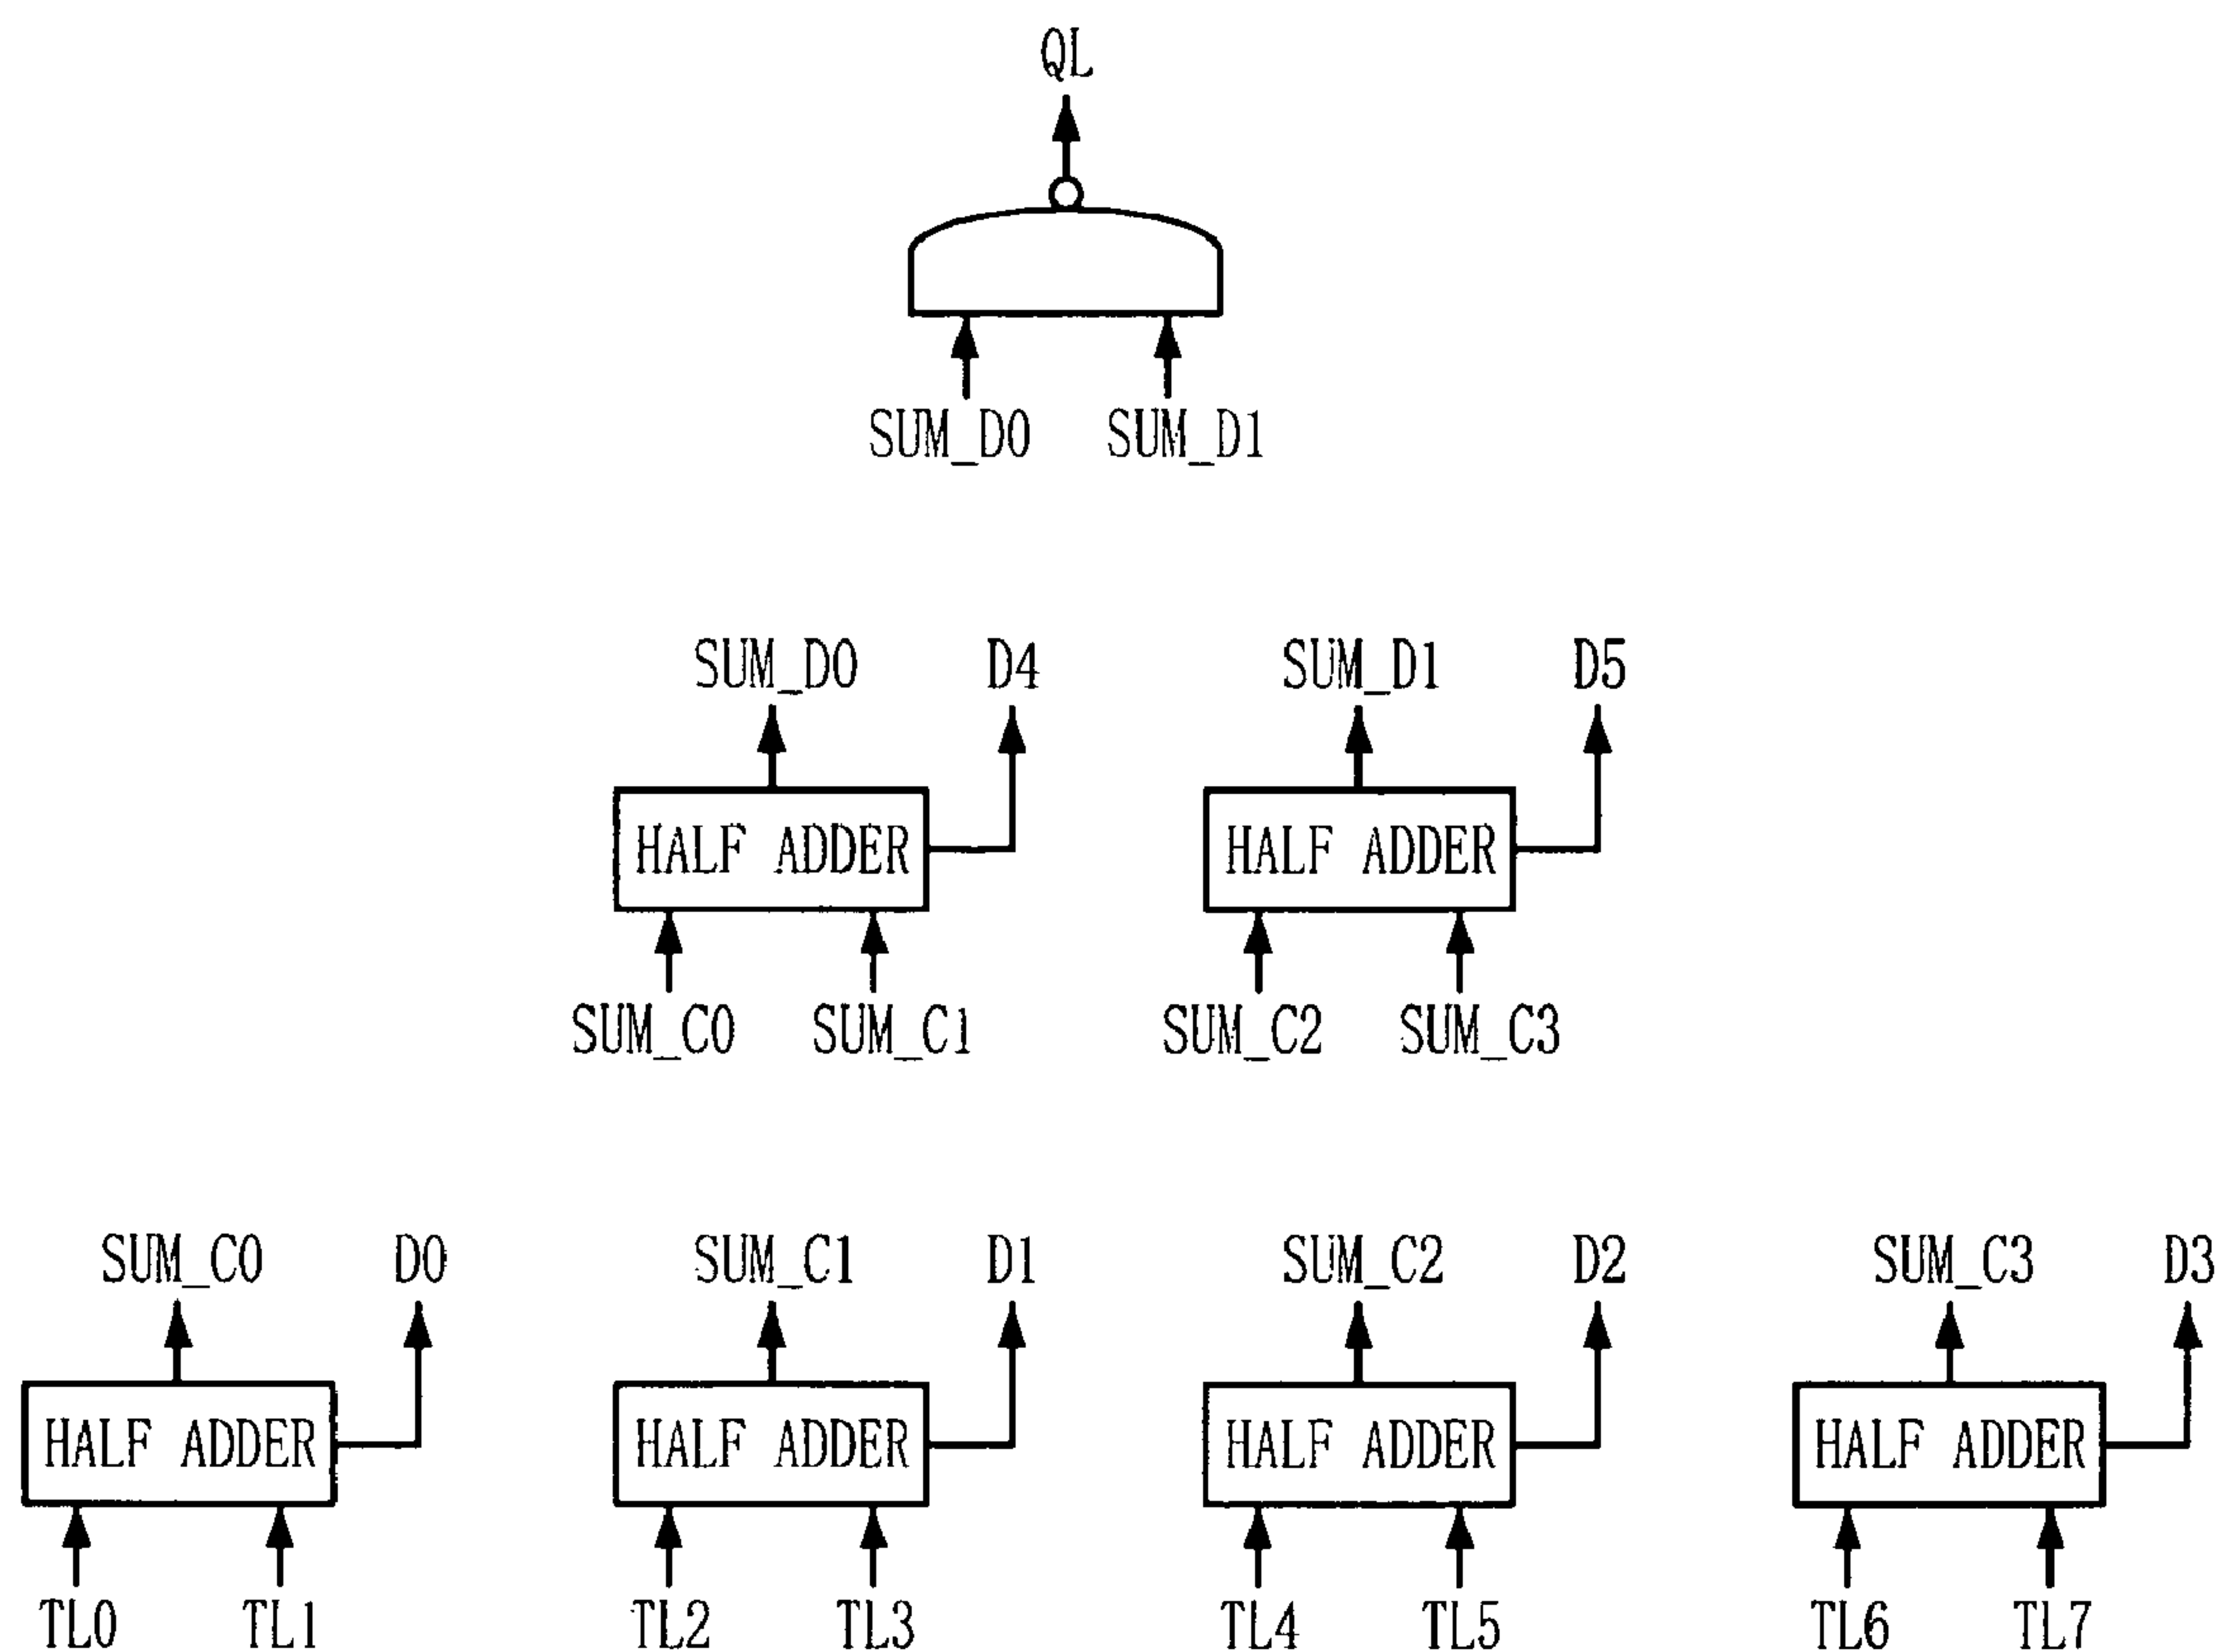 QL
SUM_D0 SUM_D1
SUM_D0 D4 SUM_D1 D5
HALF ADDER HALF ADDER
SUM_C0 SUM_C1 SUM_C2 SUM_C3
SUM_C0 D0 SUM_C1 D1 SUM_C2 D2 SUM_C3 D3
HALF ADDER HALF ADDER HALF ADDER HALF ADDER
TL0 TL1 TL2 TL3 TL4 TL5 TL6 TL7